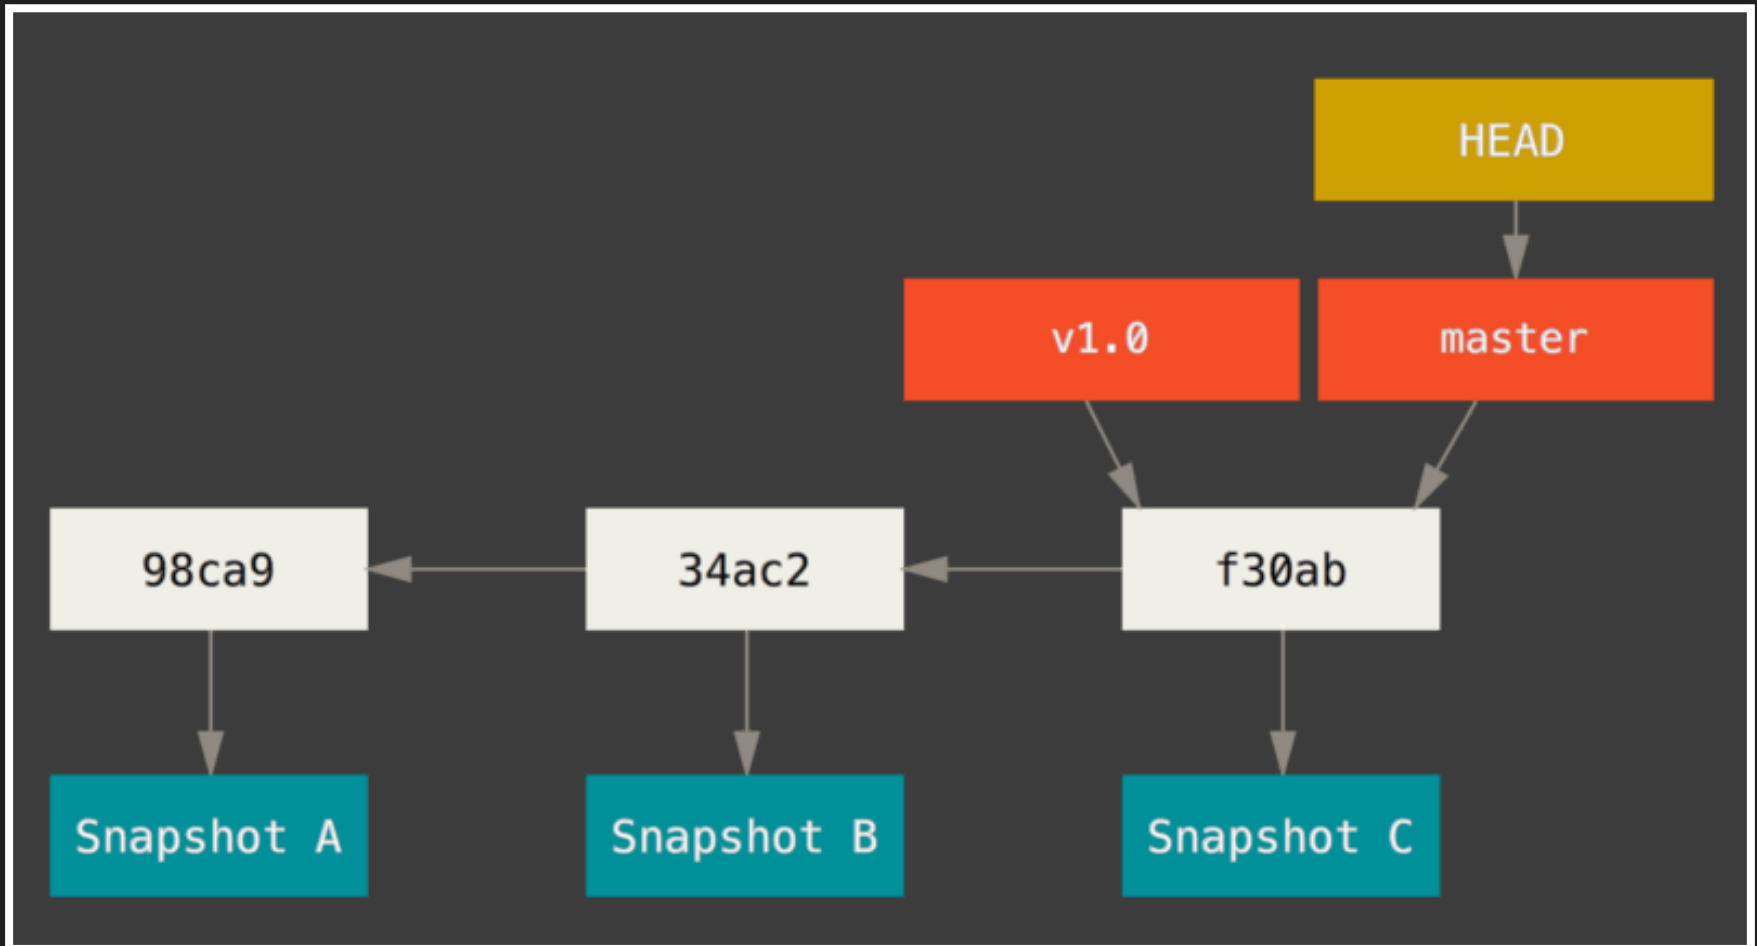 HEAD
v1.0
master
98ca9
34ac2
f30ab
Snapshot A
Snapshot B
Snapshot C